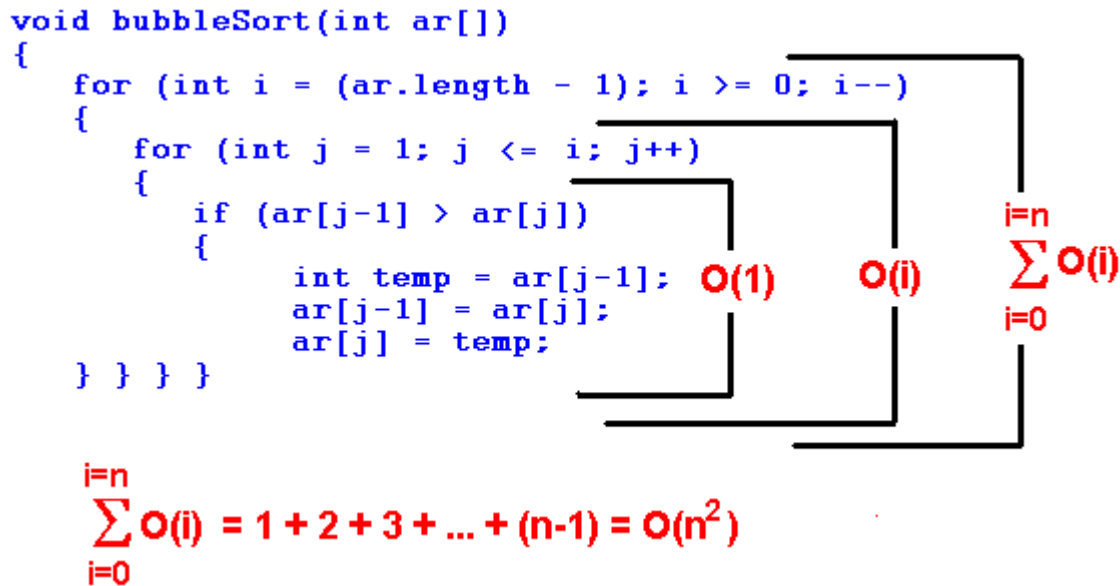 void bubbleSort(int ar[])
{
for (int i = (ar.length - 1); i >= 0; i--)
{
for (int j = 1; j <= i; j++)
{
if (ar[j-1] > ar[j])
{
int temp = ar[j-1];
ar[j-1] = ar[j];
ar[j] = temp;
} } } }
O(1)
O(i)
i=n
∑ O(i)
i=0
i=n
∑ O(i) = 1 + 2 + 3 + ... + (n-1) = O(n²)
i=0